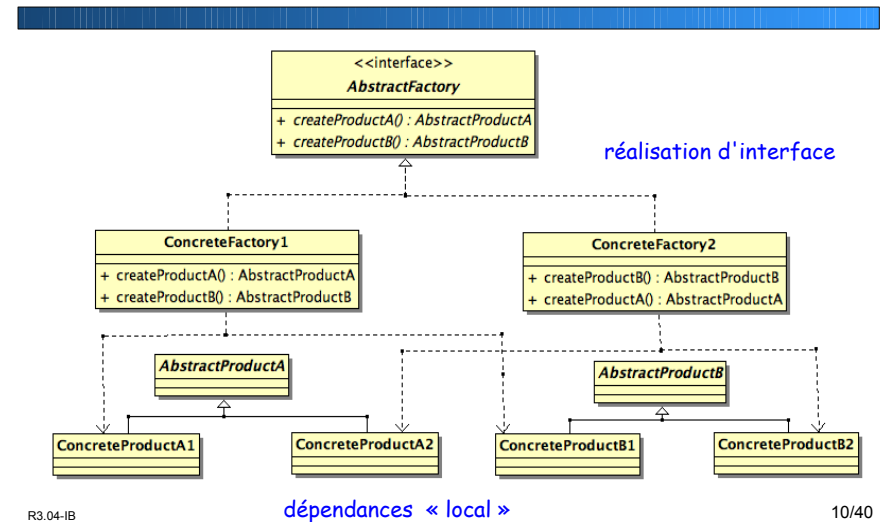 <<interface>>
AbstractFactory
+ createProductA() : AbstractProductA
+ createProductB() : AbstractProductB
réalisation d'interface
ConcreteFactory1
+ createProductA() : AbstractProductA
+ createProductB() : AbstractProductB
ConcreteFactory2
+ createProductB() : AbstractProductB
+ createProductA() : AbstractProductA
AbstractProductA
AbstractProductB
ConcreteProductA1
ConcreteProductA2
ConcreteProductB1
ConcreteProductB2
R3.04-IB
dépendances « local »
10/40